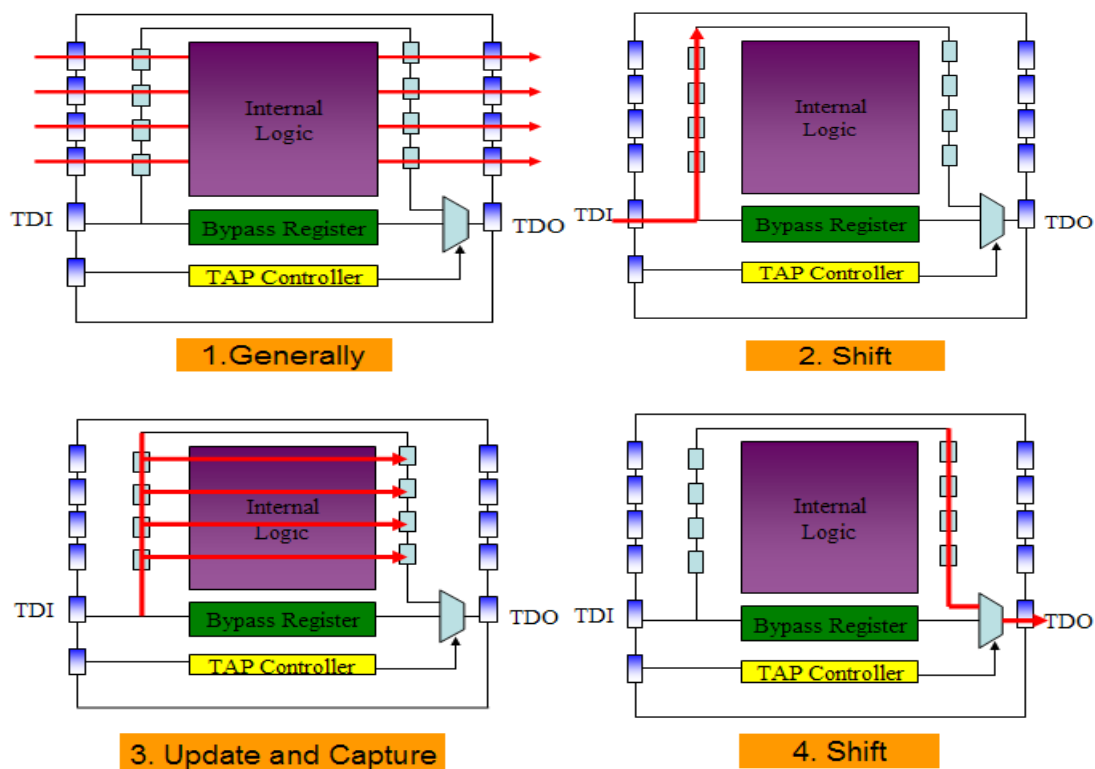 Internal
Logic
TDI
Bypass Register
TDO
TAP Controller
1.Generally
Internal
Logic
TDI
Bypass Register
TDO
TAP Controller
2. Shift
Internal
Logic
TDI
Bypass Register
TDO
TAP Controller
3. Update and Capture
Internal
Logic
TDI
Bypass Register
TDO
TAP Controller
4. Shift